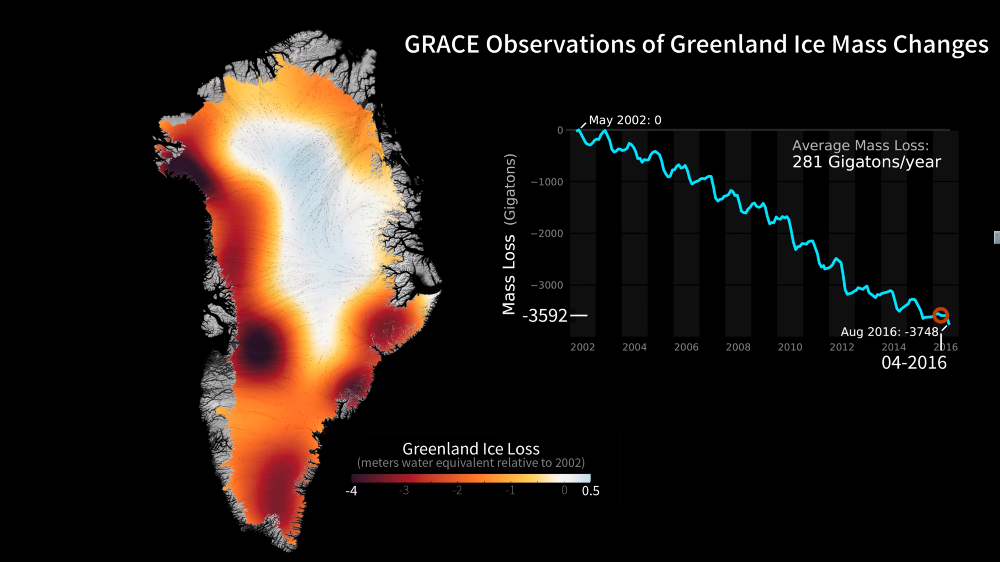 GRACE Observations of Greenland Ice Mass Changes
May 2002: 0
Average Mass Loss:
281 Gigatons/year
Mass Loss (Gigatons)
0
−1000
−2000
−3000
-3592
Aug 2016: -3748
2002 2004 2006 2008 2010 2012 2014 2016
04-2016
Greenland Ice Loss
(meters water equivalent relative to 2002)
-4 -3 -2 -1 0 0.5